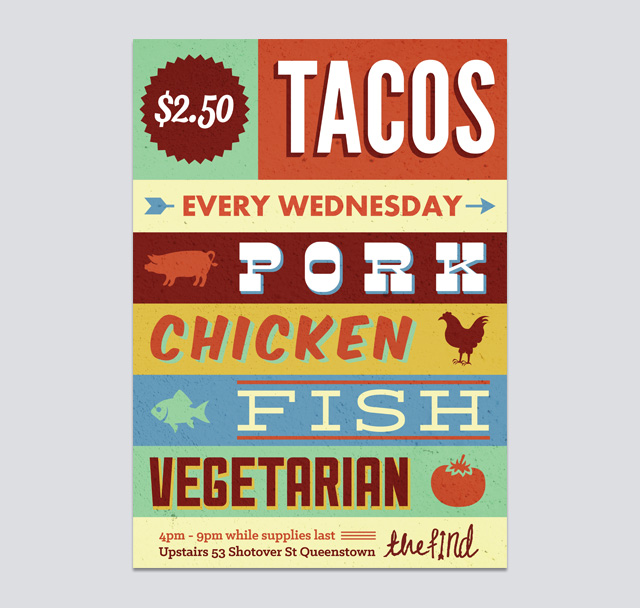 $2.50
TACOS
EVERY WEDNESDAY
PORK
CHICKEN
FISH
VEGETARIAN
4pm - 9pm while supplies last
Upstairs 53 Shotover St Queenstown
the find